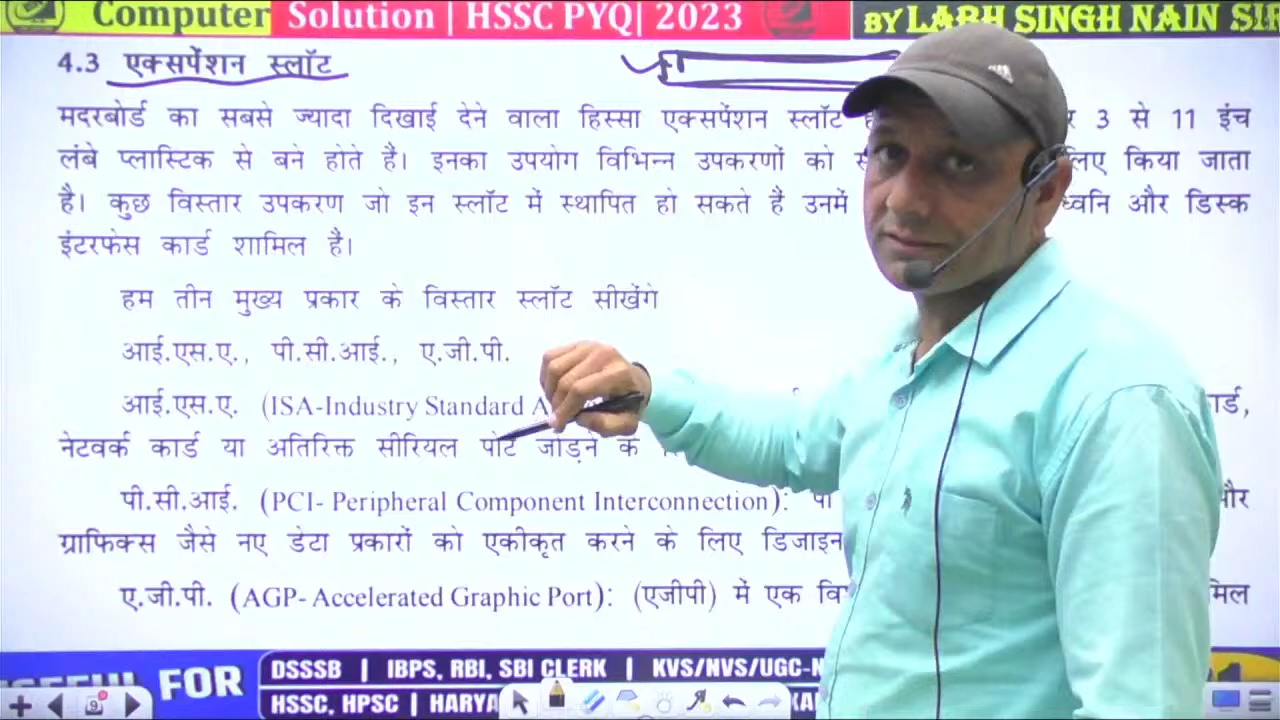 Computer Solution | HSSC PYQ| 2023 BY LABH SINGH NAIN SIR
4.3 एक्सपेंशन स्लॉट
मदरबोर्ड का सबसे ज्यादा दिखाई देने वाला हिस्सा एक्सपेंशन स्लॉट 3 से 11 इंच
लंबे प्लास्टिक से बने होते है। इनका उपयोग विभिन्न उपकरणों को लिए किया जाता
है। कुछ विस्तार उपकरण जो इन स्लॉट में स्थापित हो सकते हैं उनमें ध्वनि और डिस्क
इंटरफेस कार्ड शामिल है।
हम तीन मुख्य प्रकार के विस्तार स्लॉट सीखेंगे
आई.एस.ए., पी.सी.आई., ए.जी.पी.
आई.एस.ए. (ISA-Industry Standard
नेटवर्क कार्ड या अतिरिक्त सीरियल पोर्ट जोड़ने
पी.सी.आई. (PCI- Peripheral Component Interconnection): और
ग्राफिक्स जैसे नए डेटा प्रकारों को एकीकृत करने के लिए डिजाइन
ए.जी.पी. (AGP- Accelerated Graphic Port): (एजीपी) में एक
FOR
DSSSB | IBPS, RBI, SBI CLERK | KVS/NVS/UGC-N
HSSC, HPSC | HARYA